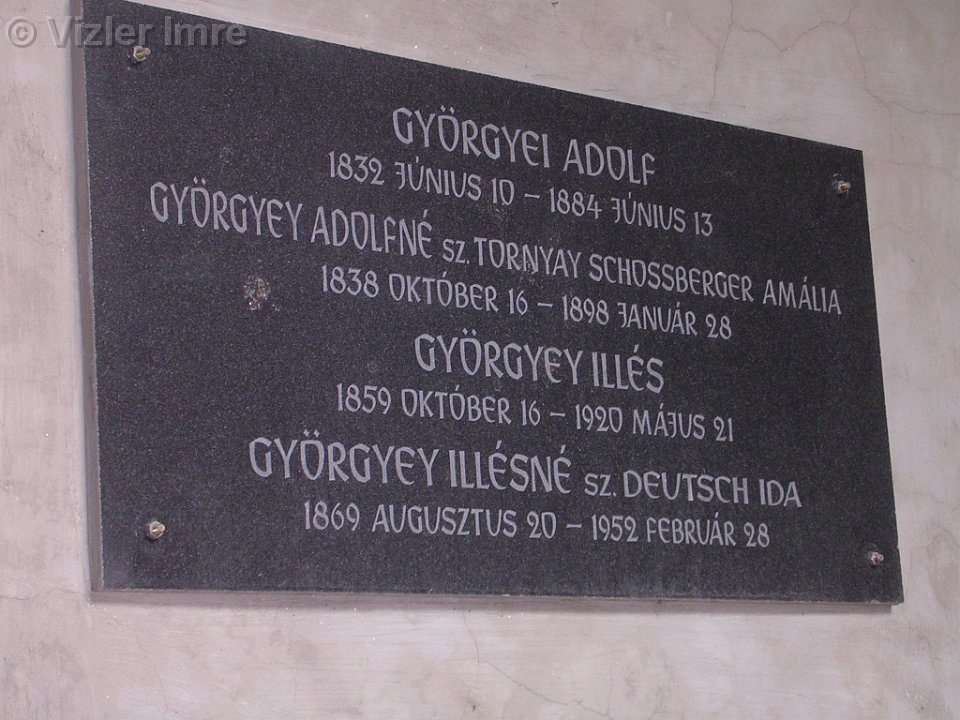 © Vizler Imre
GYÖRGYEI ADOLF
1832 JÚNIUS 10 – 1884 JÚNIUS 13
GYÖRGYEY ADOLFNÉ SZ. TORNYAY SCHOSSBERGER AMÁLIA
1838 OKTÓBER 16 – 1898 JANUÁR 28
GYÖRGYEY ILLÉS
1859 OKTÓBER 16 – 1920 MÁJUS 21
GYÖRGYEY ILLÉSNÉ SZ. DEUTSCH IDA
1869 AUGUSZTUS 20 – 1952 FEBRUÁR 28